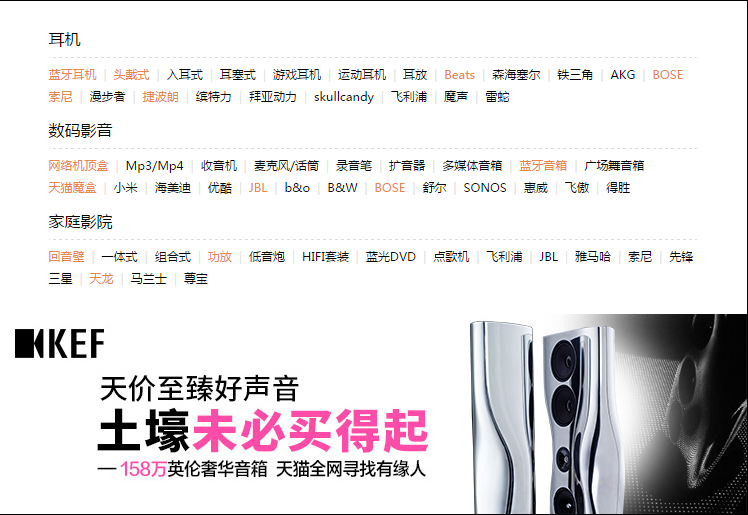 耳机
蓝牙耳机 | 头戴式 | 入耳式 | 耳塞式 | 游戏耳机 | 运动耳机 | 耳放 | Beats | 森海塞尔 | 铁三角 | AKG | BOSE
索尼 | 漫步者 | 捷波朗 | 缤特力 | 拜亚动力 | skullcandy | 飞利浦 | 魔声 | 雷蛇
数码影音
网络机顶盒 | Mp3/Mp4 | 收音机 | 麦克风/话筒 | 录音笔 | 扩音器 | 多媒体音箱 | 蓝牙音箱 | 广场舞音箱
天猫魔盒 | 小米 | 海美迪 | 优酷 | JBL | b&o | B&W | BOSE | 舒尔 | SONOS | 惠威 | 飞傲 | 得胜
家庭影院
回音壁 | 一体式 | 组合式 | 功放 | 低音炮 | HIFI套装 | 蓝光DVD | 点歌机 | 飞利浦 | JBL | 雅马哈 | 索尼 | 先锋
三星 | 天龙 | 马兰士 | 尊宝
KEF
天价至臻好声音
土壕未必买得起
— 158万英伦奢华音箱 天猫全网寻找有缘人